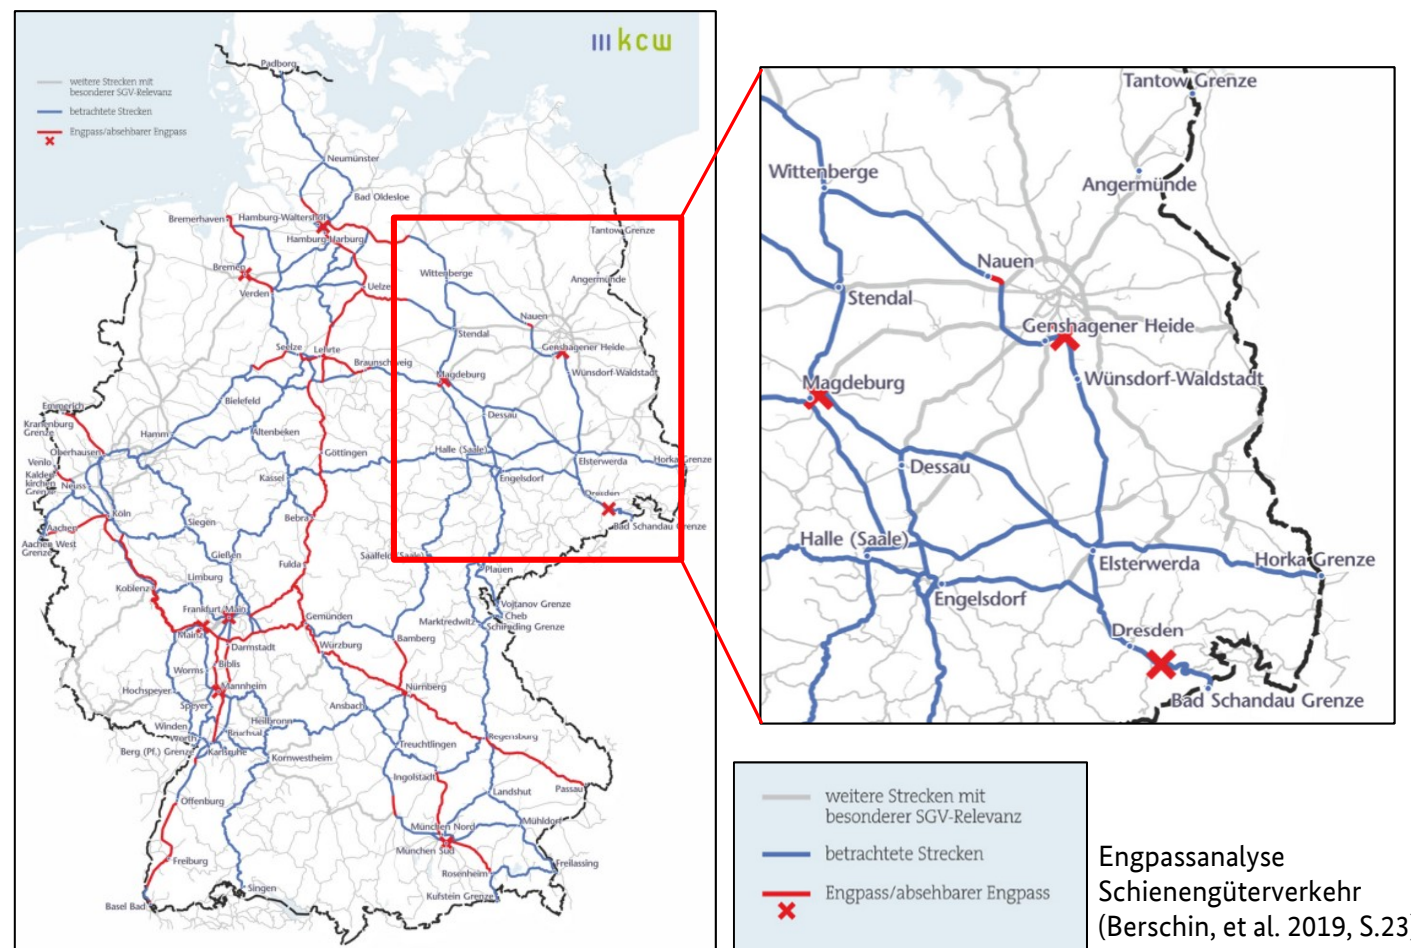 kcw
weitere Strecken mit
besonderer SGV-Relevanz
betrachtete Strecken
Engpass/absehbarer Engpass
Padborg
Neumünster
Bad Oldesloe
Bremerhaven
Hamburg-Waltershof
Hamburg-Harburg
Bremen
Verden
Uelzen
Wittenberge
Tantow Grenze
Angermünde
Stendal
Nauen
Genshagener Heide
Wünsdorf-Waldstadt
Seelze
Lehrte
Braunschweig
Magdeburg
Emmerich
Kranenburg
Grenze
Bielefeld
Dessau
Oberhausen
Hamm
Altenbeken
Venlo
Kalden
kirchen
Grenze
Neuss
Göttingen
Halle (Saale)
Elsterwerda
Horka Grenze
Kassel
Engelsdorf
Köln
Dresden
Aachen
Aachen West
Grenze
Siegen
Bebra
Bad Schandau Grenze
Gießen
Fulda
Saalfeld (Saale)
Plauen
Koblenz
Limburg
Frankfurt/Main
Gemünden
Vojtanov Grenze
Cheb
Schirnding Grenze
Marktredwitz
Mainz
Darmstadt
Würzburg
Bamberg
Worms
Biblis
Hochspeyer
Mannheim
Nürnberg
Speyer
Ansbach
Heilbronn
Winden
Wörth
Bruchsal
Berg (Pf.) Grenze
Karlsruhe
Kornwestheim
Treuchtlingen
Regensburg
Ingolstadt
Offenburg
Landshut
Passau
München Nord
Mühldorf
München Süd
Freiburg
Rosenheim
Freilassing
Singen
Kufstein Grenze
Basel Bad
Tantow Grenze
Wittenberge
Angermünde
Nauen
Stendal
Genshagener Heide
Magdeburg
Wünsdorf-Waldstadt
Dessau
Halle (Saale)
Elsterwerda
Horka Grenze
Engelsdorf
Dresden
Bad Schandau Grenze
weitere Strecken mit
besonderer SGV-Relevanz
betrachtete Strecken
Engpass/absehbarer Engpass
Engpassanalyse
Schienengüterverkehr
(Berschin, et al. 2019, S.23)